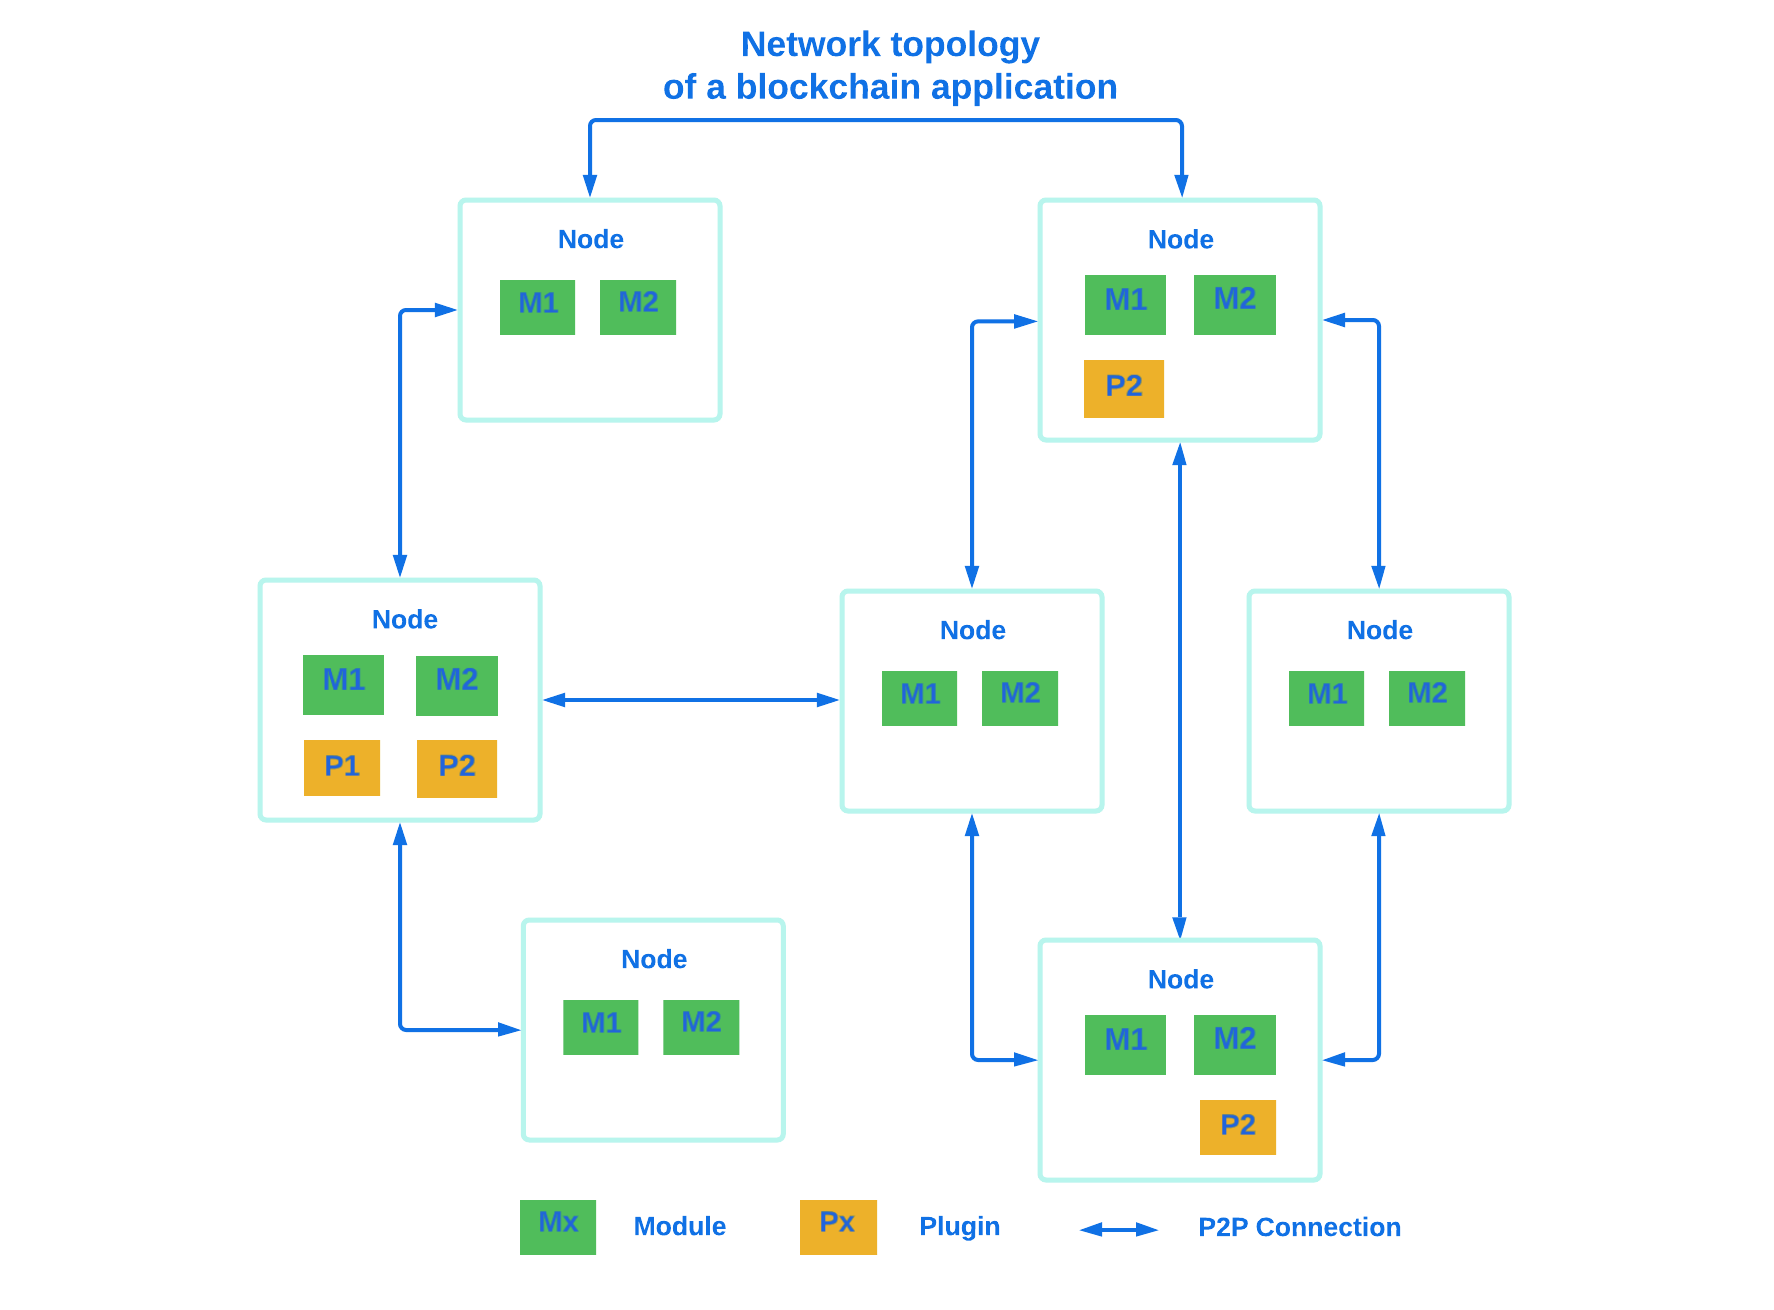 Network topology
of a blockchain application
Node
M1 M2
Node
M1 M2
P2
Node
M1 M2
P1 P2
Node
M1 M2
Node
M1 M2
Node
M1 M2
Node
M1 M2
P2
Mx Module Px Plugin P2P Connection